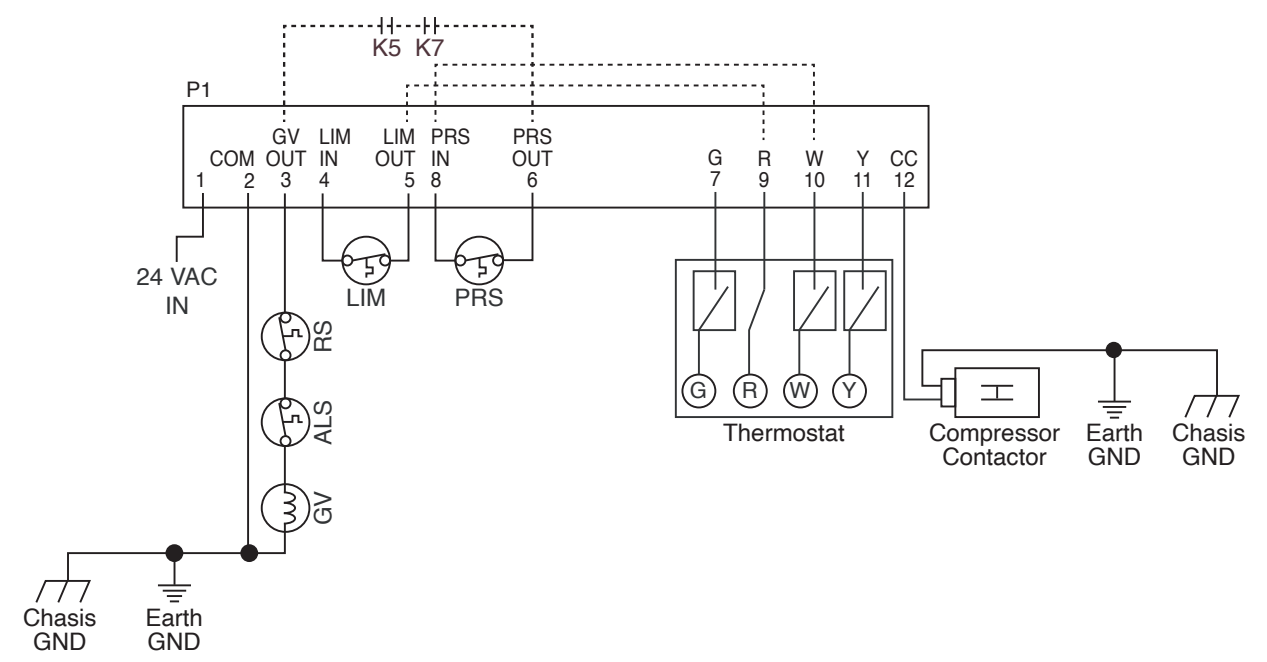 K5 K7
P1
GV LIM LIM PRS PRS
COM OUT IN OUT IN OUT G R W Y CC
1 2 3 4 5 8 6 7 9 10 11 12
24 VAC
IN
LIM PRS
RS
ALS
GV
G R W Y
Thermostat
Compressor
Contactor
Earth
GND
Chasis
GND
Chasis
GND
Earth
GND